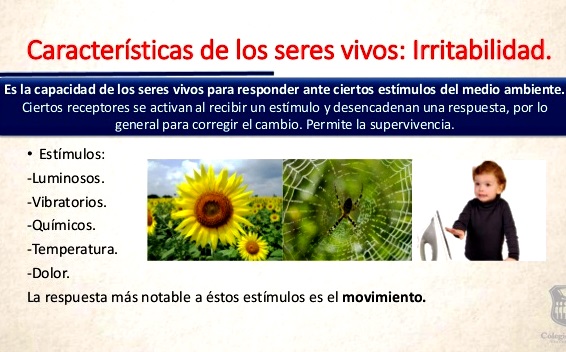 Características de los seres vivos: Irritabilidad.
Es la capacidad de los seres vivos para responder ante ciertos estímulos del medio ambiente.
Ciertos receptores se activan al recibir un estímulo y desencadenan una respuesta, por lo
general para corregir el cambio. Permite la supervivencia.
• Estímulos:
-Luminosos.
-Vibratorios.
-Químicos.
-Temperatura.
-Dolor.
La respuesta más notable a éstos estímulos es el movimiento.